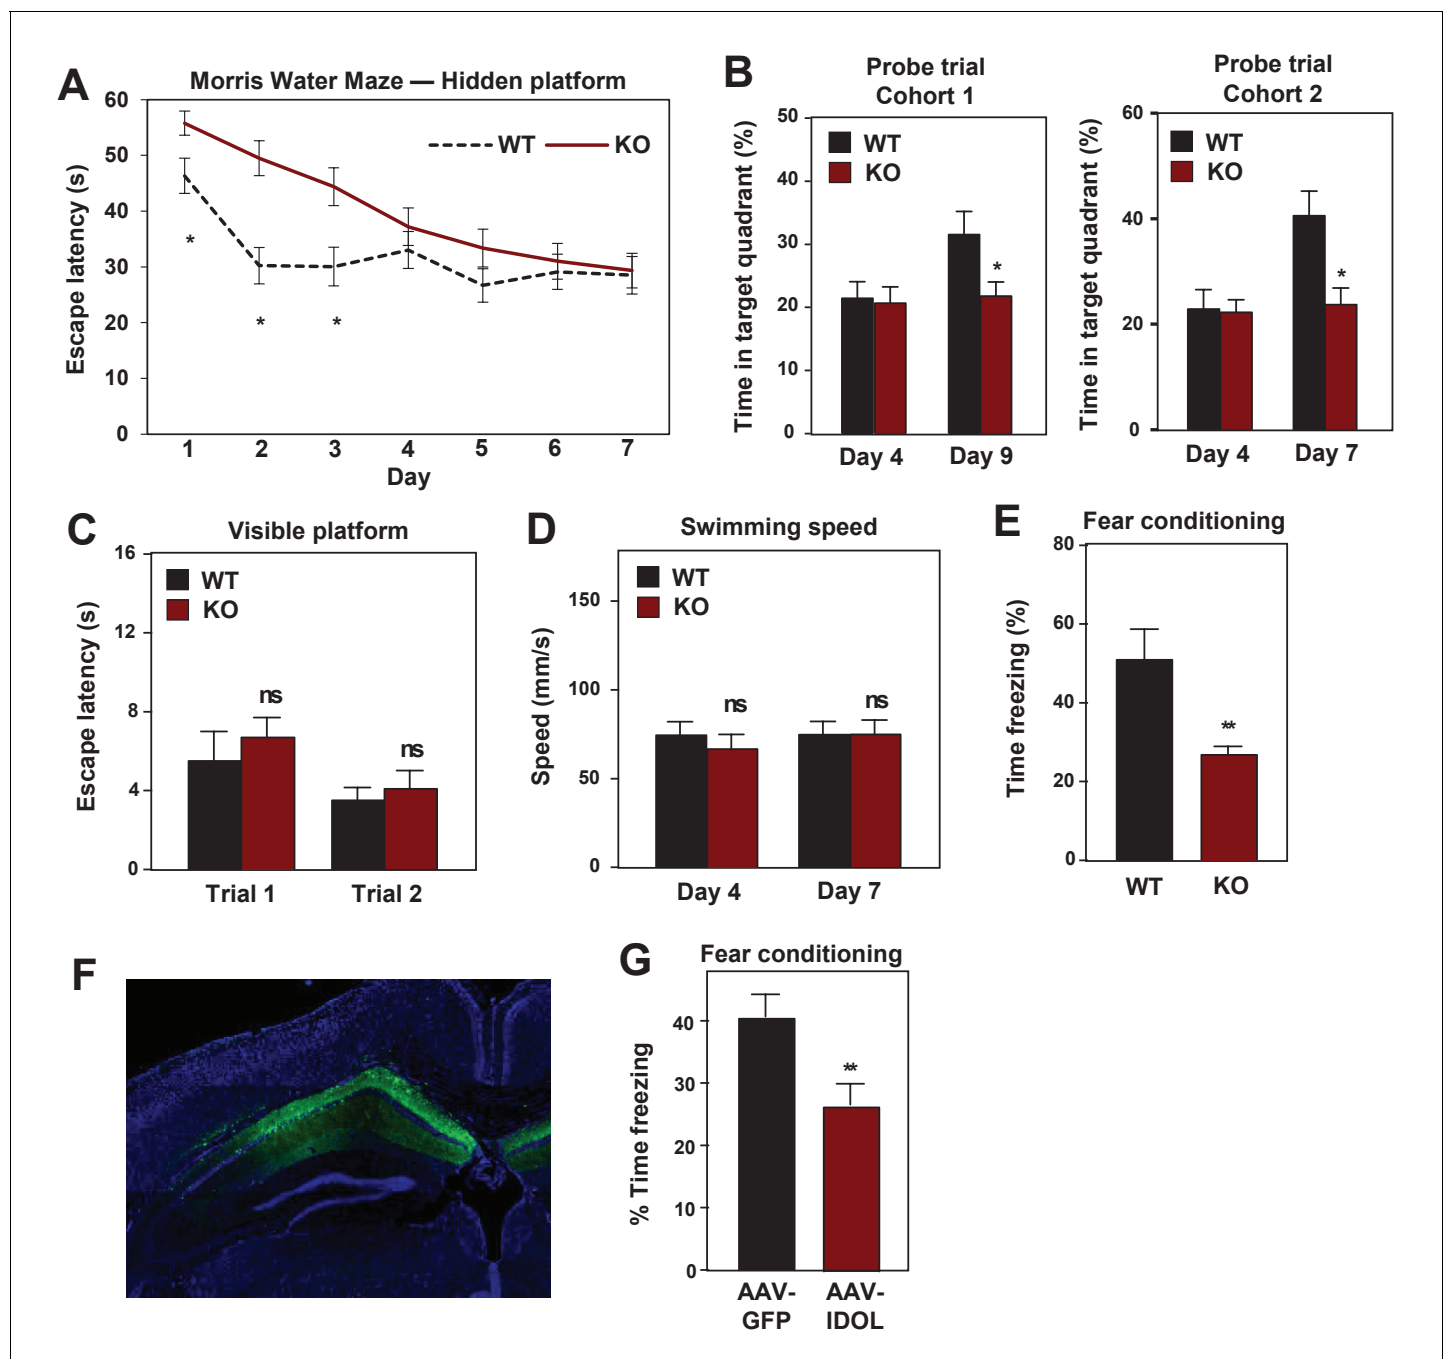 A
Morris Water Maze — Hidden platform
Escape latency (s)
60
50
40
30
20
10
0
WT
KO
*
*
*
1 2 3 4 5 6 7
Day
B
Probe trial
Cohort 1
Time in target quadrant (%)
50
40
30
20
10
0
WT
KO
*
Day 4 Day 9
Probe trial
Cohort 2
Time in target quadrant (%)
60
40
20
0
WT
KO
*
Day 4 Day 7
C
Visible platform
Escape latency (s)
16
12
8
4
0
WT
KO
ns
ns
Trial 1 Trial 2
D
Swimming speed
Speed (mm/s)
150
100
50
0
WT
KO
ns
ns
Day 4 Day 7
E
Fear conditioning
Time freezing (%)
80
60
40
20
0
**
WT KO
F
G
Fear conditioning
% Time freezing
40
30
20
10
0
**
AAV-
GFP
AAV-
IDOL